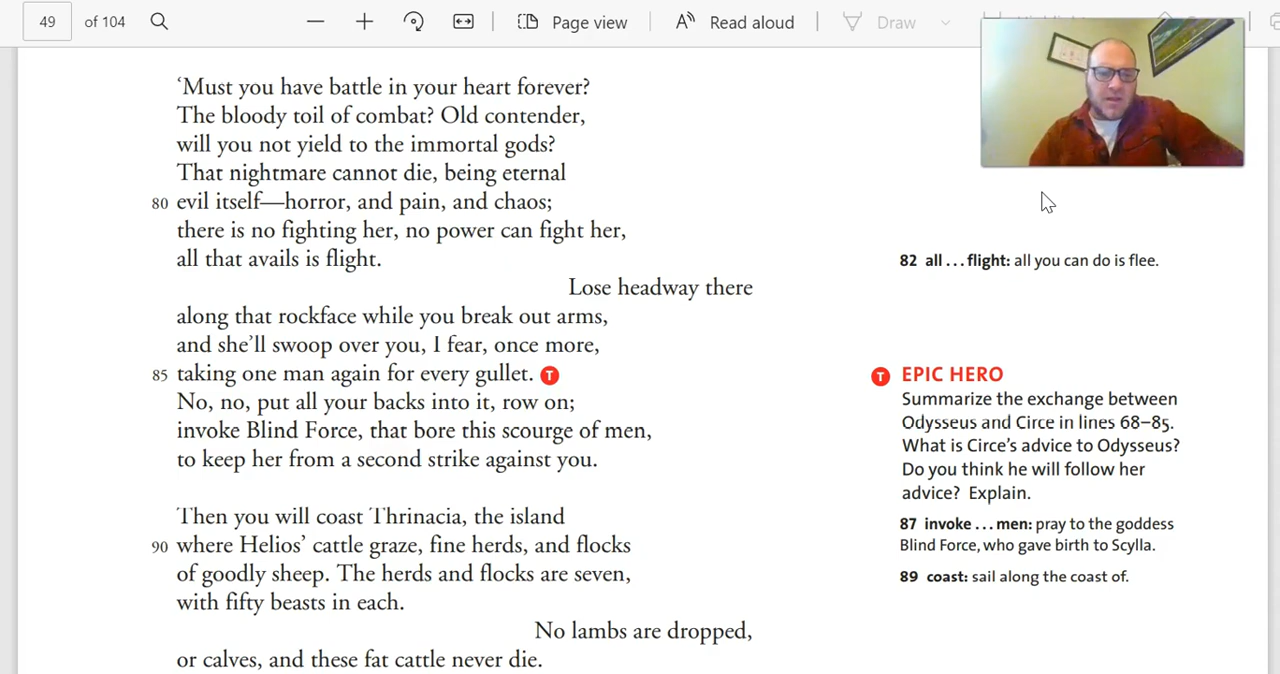 49 of 104 Page view Read aloud Draw
‘Must you have battle in your heart forever?
The bloody toil of combat? Old contender,
will you not yield to the immortal gods?
That nightmare cannot die, being eternal
80 evil itself—horror, and pain, and chaos;
there is no fighting her, no power can fight her,
all that avails is flight.
Lose headway there
along that rockface while you break out arms,
and she’ll swoop over you, I fear, once more,
85 taking one man again for every gullet. T
No, no, put all your backs into it, row on;
invoke Blind Force, that bore this scourge of men,
to keep her from a second strike against you.
Then you will coast Thrinacia, the island
90 where Helios’ cattle graze, fine herds, and flocks
of goodly sheep. The herds and flocks are seven,
with fifty beasts in each.
No lambs are dropped,
or calves, and these fat cattle never die.
82 all . . . flight: all you can do is flee.
T EPIC HERO
Summarize the exchange between
Odysseus and Circe in lines 68–85.
What is Circe’s advice to Odysseus?
Do you think he will follow her
advice? Explain.
87 invoke . . . men: pray to the goddess
Blind Force, who gave birth to Scylla.
89 coast: sail along the coast of.